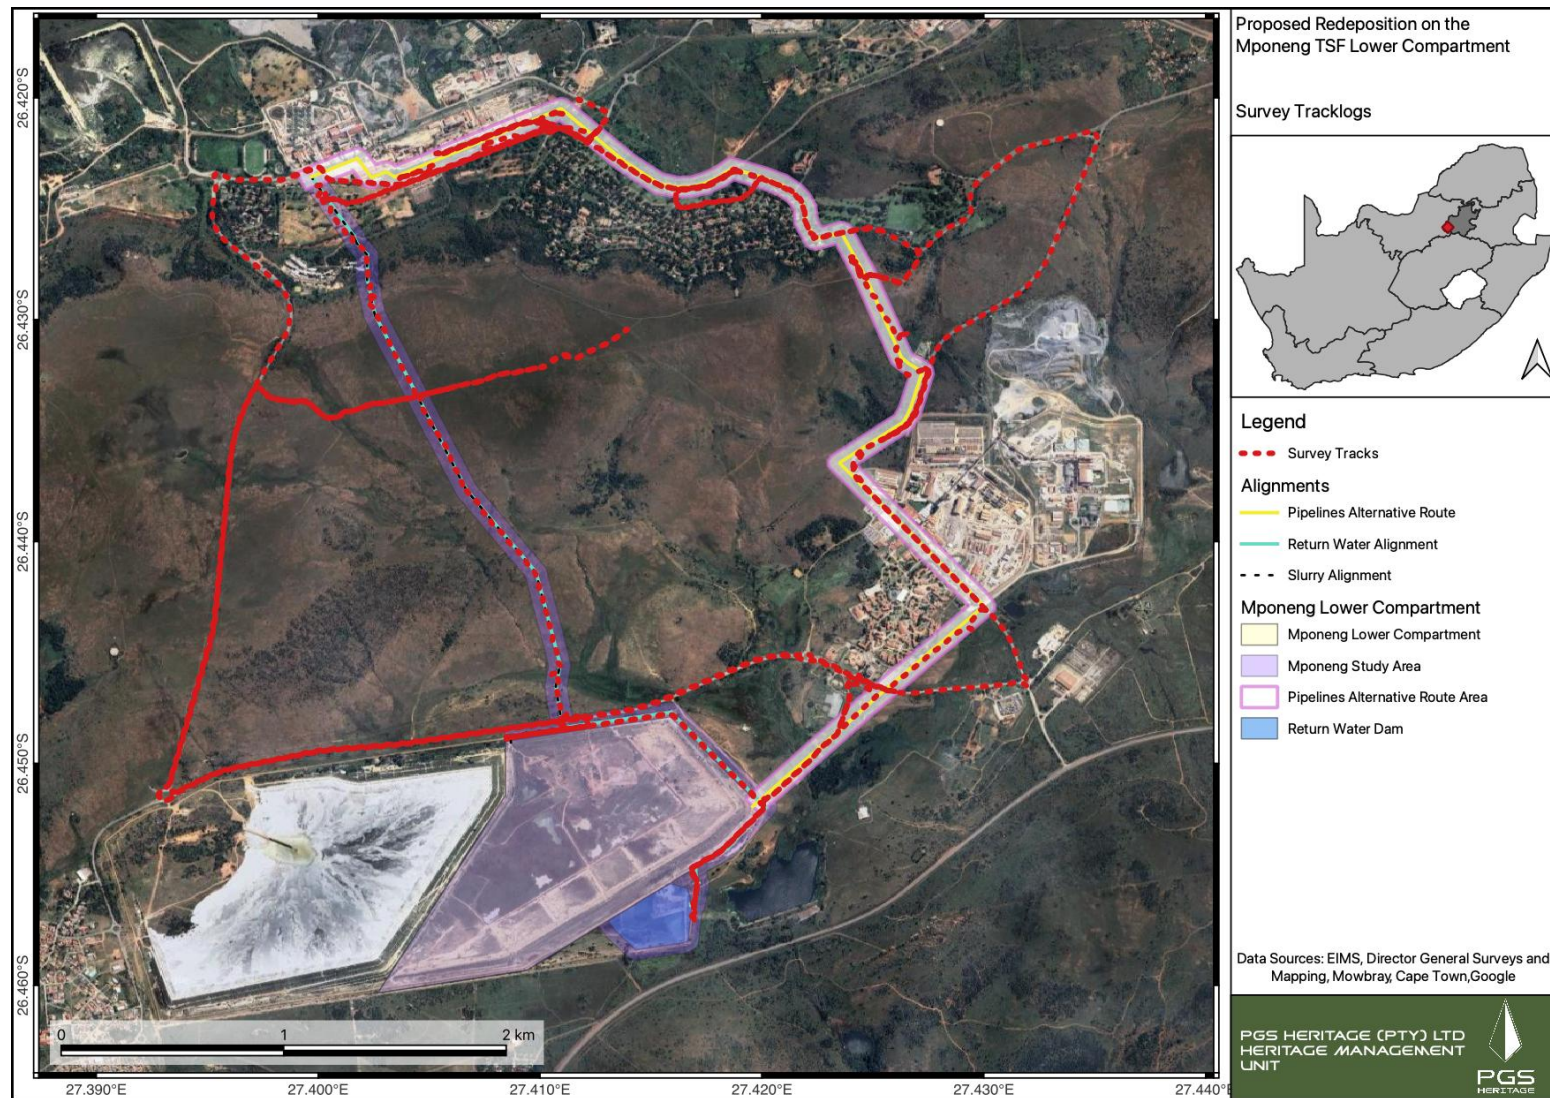 Proposed Redeposition on the
Mponeng TSF Lower Compartment
Survey Tracklogs
Legend
Survey Tracks
Alignments
Pipelines Alternative Route
Return Water Alignment
Slurry Alignment
Mponeng Lower Compartment
Mponeng Lower Compartment
Mponeng Study Area
Pipelines Alternative Route Area
Return Water Dam
Data Sources: EIMS, Director General Surveys and
Mapping, Mowbray, Cape Town,Google
PGS HERITAGE (PTY) LTD
HERITAGE MANAGEMENT
UNIT
PGS
HERITAGE
26.420°S
26.430°S
26.440°S
26.450°S
26.460°S
0 1 2 km
27.390°E 27.400°E 27.410°E 27.420°E 27.430°E 27.440°E